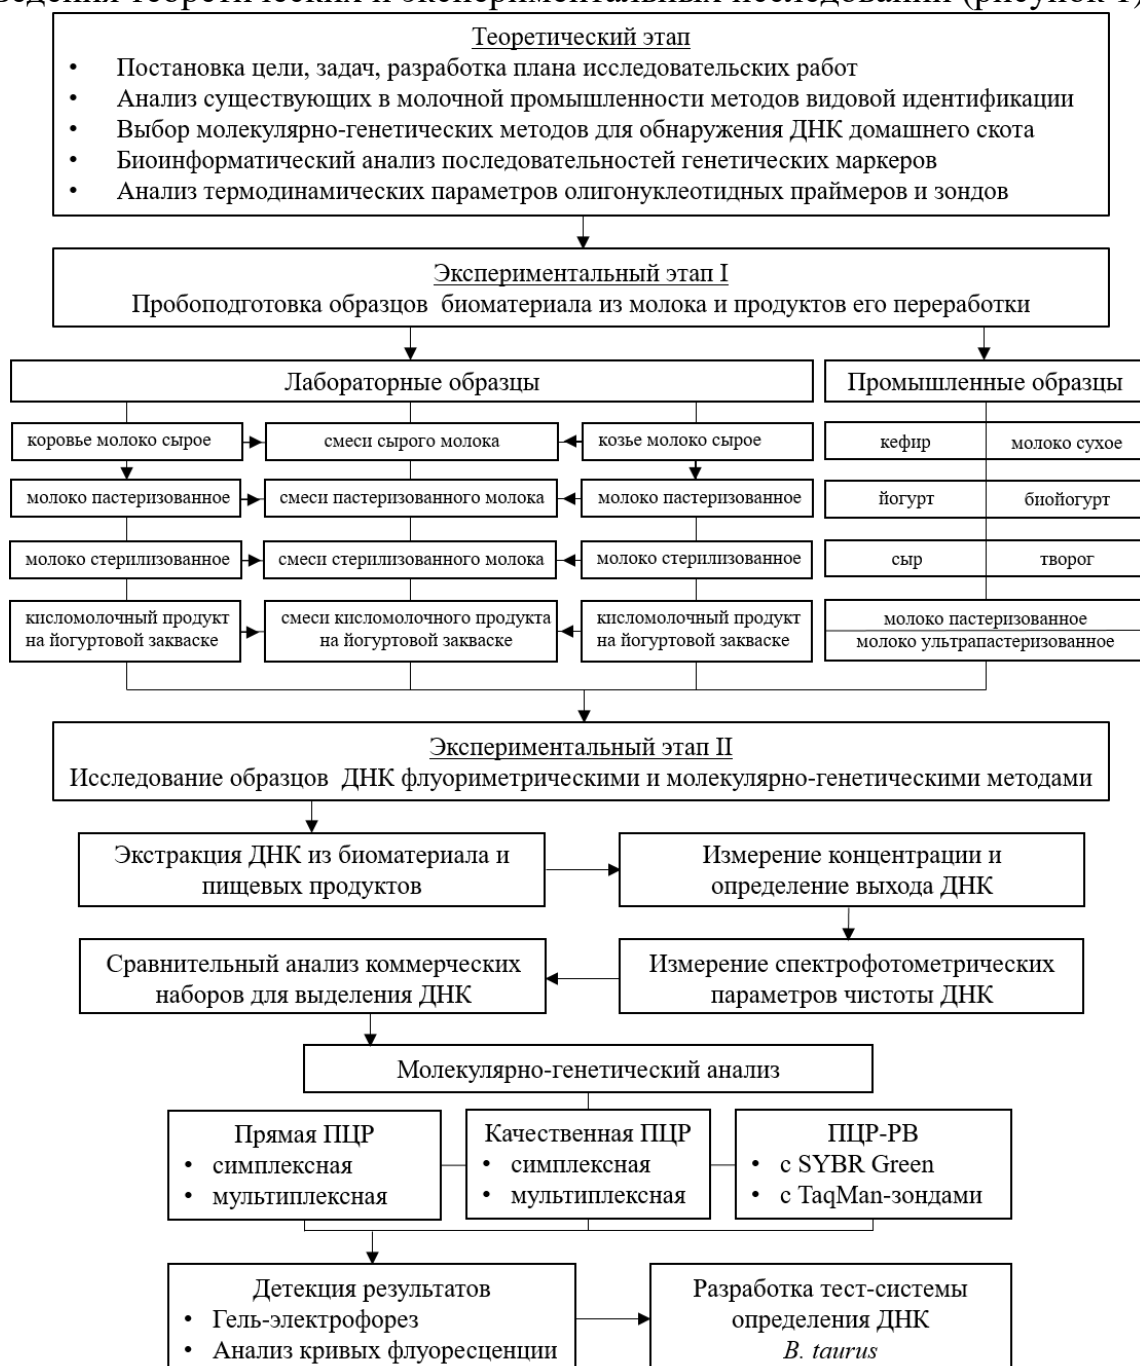 ведения теоретических и экспериментальных исследований (рисунок 1)
Теоретический этап
• Постановка цели, задач, разработка плана исследовательских работ
• Анализ существующих в молочной промышленности методов видовой идентификации
• Выбор молекулярно-генетических методов для обнаружения ДНК домашнего скота
• Биоинформатический анализ последовательностей генетических маркеров
• Анализ термодинамических параметров олигонуклеотидных праймеров и зондов
Экспериментальный этап I
Пробоподготовка образцов биоматериала из молока и продуктов его переработки
Лабораторные образцы
Промышленные образцы
коровье молоко сырое
смеси сырого молока
козье молоко сырое
кефир
молоко сухое
молоко пастеризованное
смеси пастеризованного молока
молоко пастеризованное
йогурт
биойогурт
молоко стерилизованное
смеси стерилизованного молока
молоко стерилизованное
сыр
творог
кисломолочный продукт
на йогуртовой закваске
смеси кисломолочного продукта
на йогуртовой закваске
кисломолочный продукт
на йогуртовой закваске
молоко пастеризованное
молоко ультрапастеризованное
Экспериментальный этап II
Исследование образцов ДНК флуориметрическими и молекулярно-генетическими методами
Экстракция ДНК из биоматериала и
пищевых продуктов
Измерение концентрации и
определение выхода ДНК
Сравнительный анализ коммерческих
наборов для выделения ДНК
Измерение спектрофотометрических
параметров чистоты ДНК
Молекулярно-генетический анализ
Прямая ПЦР
• симплексная
• мультиплексная
Качественная ПЦР
• симплексная
• мультиплексная
ПЦР-РВ
• с SYBR Green
• с TaqMan-зондами
Детекция результатов
• Гель-электрофорез
• Анализ кривых флуоресценции
Разработка тест-системы
определения ДНК
B. taurus